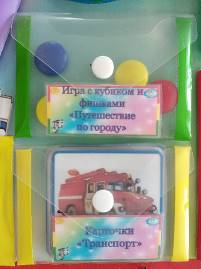 Игра с кубиком и
фишками
«Путешествие
по городу»
Карточки
«Транспорт»